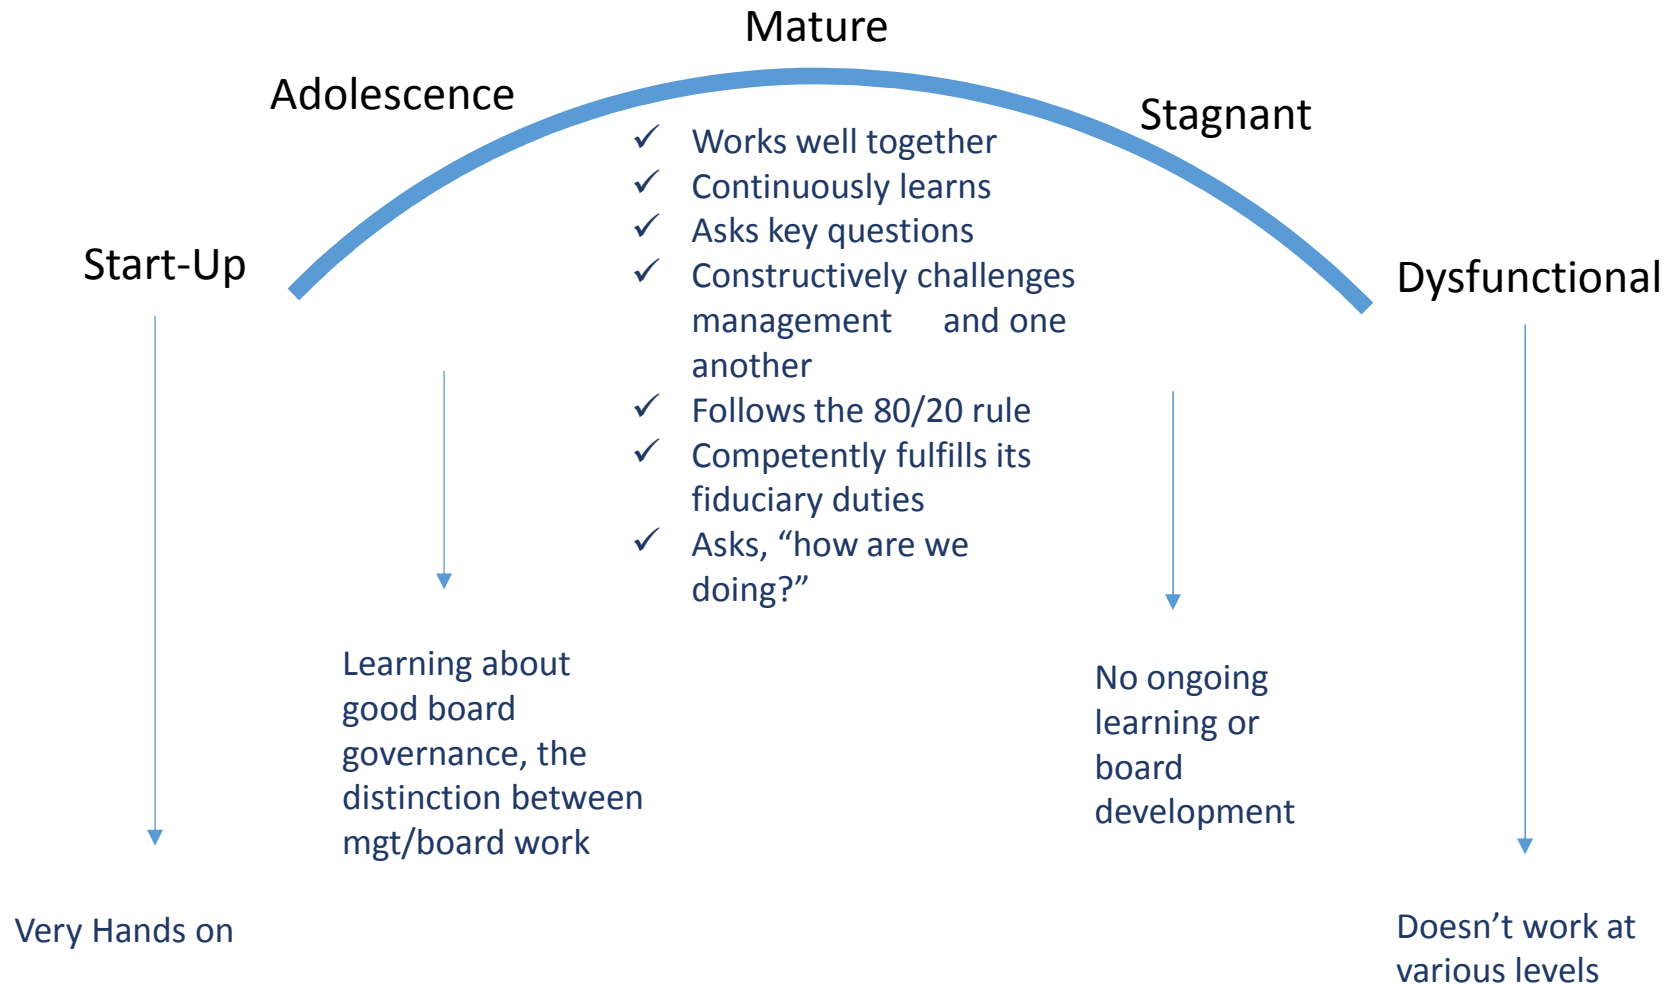 Mature
Adolescence
Stagnant
Start-Up
Dysfunctional
✓ Works well together
✓ Continuously learns
✓ Asks key questions
✓ Constructively challenges
management and one
another
✓ Follows the 80/20 rule
✓ Competently fulfills its
fiduciary duties
✓ Asks, “how are we
doing?”
Learning about
good board
governance, the
distinction between
mgt/board work
No ongoing
learning or
board
development
Very Hands on
Doesn’t work at
various levels